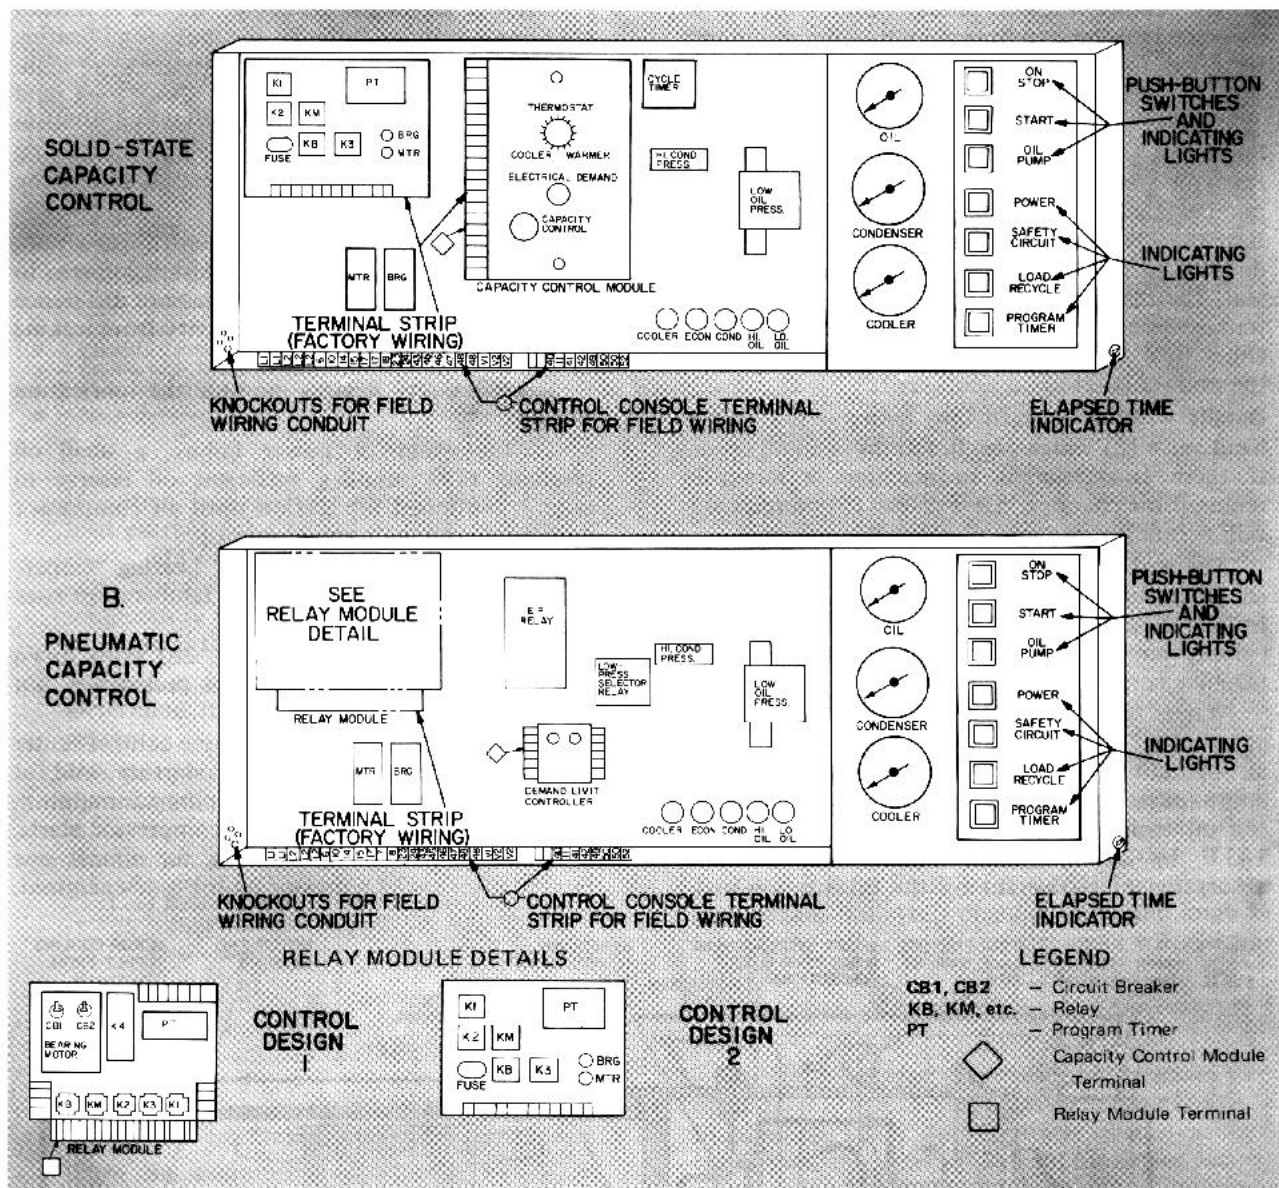 SOLID-STATE
CAPACITY
CONTROL
K1
PT
K2
KM
FUSE
KB
K3
BRG
MTR
THERMOSTAT
COOLER WARMER
ELECTRICAL DEMAND
CAPACITY
CONTROL
CAPACITY CONTROL MODULE
CYCLE
TIMER
HI. COND
PRESS
LOW
OIL
PRESS.
MTR
BRG
TERMINAL STRIP
(FACTORY WIRING)
COOLER ECON COND HI. OIL LO. OIL
OIL
CONDENSER
COOLER
ON
STOP
START
OIL
PUMP
POWER
SAFETY
CIRCUIT
LOAD
RECYCLE
PROGRAM
TIMER
PUSH-BUTTON
SWITCHES
AND
INDICATING
LIGHTS
INDICATING
LIGHTS
KNOCKOUTS FOR FIELD
WIRING CONDUIT
CONTROL CONSOLE TERMINAL
STRIP FOR FIELD WIRING
ELAPSED TIME
INDICATOR
B.
PNEUMATIC
CAPACITY
CONTROL
SEE
RELAY MODULE
DETAIL
RELAY MODULE
RELAY
LOW-
PRESS
SELECTOR
RELAY
HI. COND
PRESS.
LOW
OIL
PRESS.
MTR
BRG
DEMAND LIMIT
CONTROLLER
TERMINAL STRIP
(FACTORY WIRING)
COOLER ECON COND HI. OIL LO. OIL
OIL
CONDENSER
COOLER
ON
STOP
START
OIL
PUMP
POWER
SAFETY
CIRCUIT
LOAD
RECYCLE
PROGRAM
TIMER
PUSH-BUTTON
SWITCHES
AND
INDICATING
LIGHTS
INDICATING
LIGHTS
KNOCKOUTS FOR FIELD
WIRING CONDUIT
CONTROL CONSOLE TERMINAL
STRIP FOR FIELD WIRING
ELAPSED TIME
INDICATOR
RELAY MODULE DETAILS
CB1 CB2
BEARING
MOTOR
K4
PT
KB KM K2 K3 K1
RELAY MODULE
CONTROL
DESIGN
1
K1
PT
K2
KM
FUSE
KB
K3
BRG
MTR
CONTROL
DESIGN
2
LEGEND
CB1, CB2 – Circuit Breaker
KB, KM, etc. – Relay
PT – Program Timer
Capacity Control Module
Terminal
Relay Module Terminal